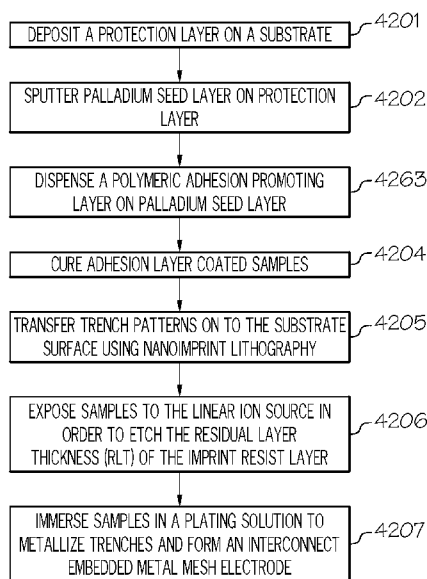 DEPOSIT A PROTECTION LAYER ON A SUBSTRATE
4201
SPUTTER PALLADIUM SEED LAYER ON PROTECTION
LAYER
4202
DISPENSE A POLYMERIC ADHESION PROMOTING
LAYER ON PALLADIUM SEED LAYER
4263
CURE ADHESION LAYER COATED SAMPLES
4204
TRANSFER TRENCH PATTERNS ON TO THE SUBSTRATE
SURFACE USING NANOIMPRINT LITHOGRAPHY
4205
EXPOSE SAMPLES TO THE LINEAR ION SOURCE IN
ORDER TO ETCH THE RESIDUAL LAYER
THICKNESS (RLT) OF THE IMPRINT RESIST LAYER
4206
IMMERSE SAMPLES IN A PLATING SOLUTION TO
METALLIZE TRENCHES AND FORM AN INTERCONNECT
EMBEDDED METAL MESH ELECTRODE
4207